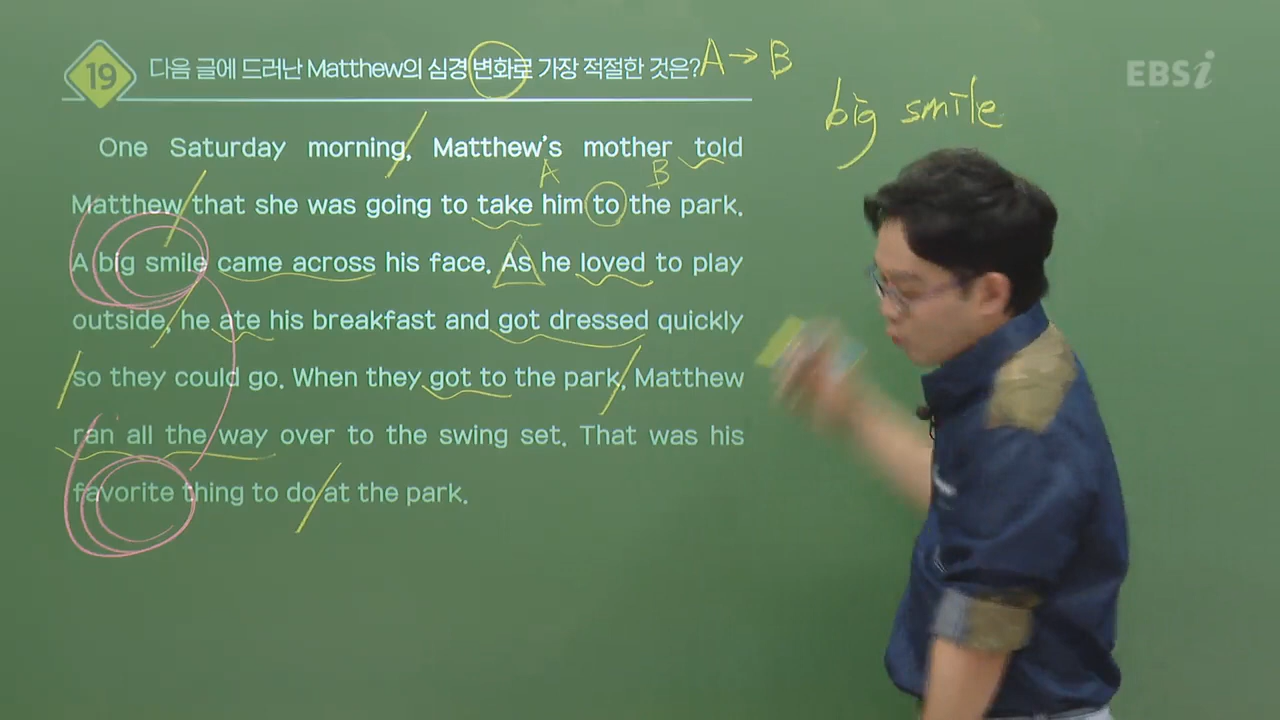 19 다음 글에 드러난 Matthew의 심경 변화로 가장 적절한 것은? A → B
EBSi
big smile
One Saturday morning, Matthew's mother told
A B
Matthew that she was going to take him to the park.
A big smile came across his face. As he loved to play
outside, he ate his breakfast and got dressed quickly
so they could go. When they got to the park, Matthew
ran all the way over to the swing set. That was his
favorite thing to do at the park.